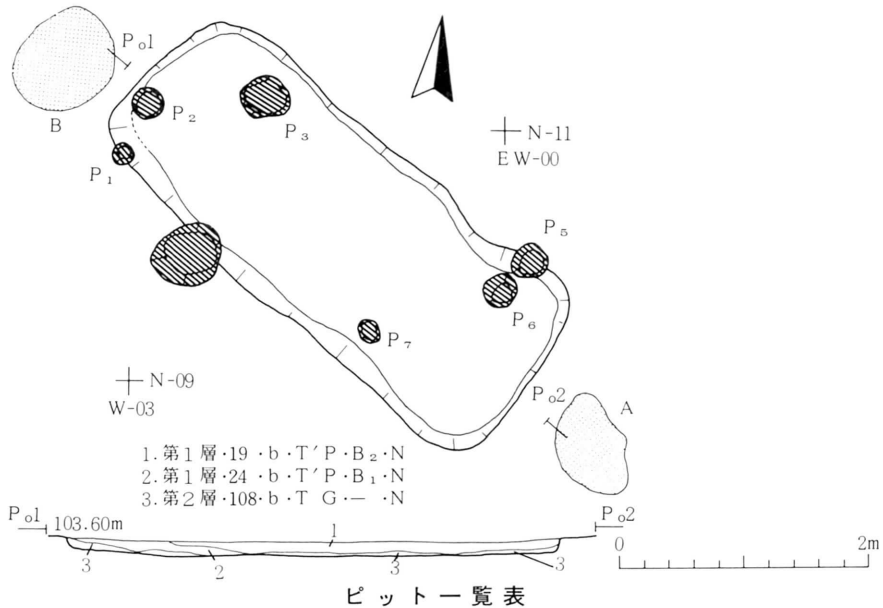 Po1
B
P2
P3
P1
N-11
EW-00
P5
P6
P7
N-09
W-03
Po2
A
1.第1層·19·b·T′P·B2·N
2.第1層·24·b·T′P·B1·N
3.第2層·108·b·T G·－·N
Po1
103.60m
1
Po2
3
2
3
3
0
2m
ピット一覧表